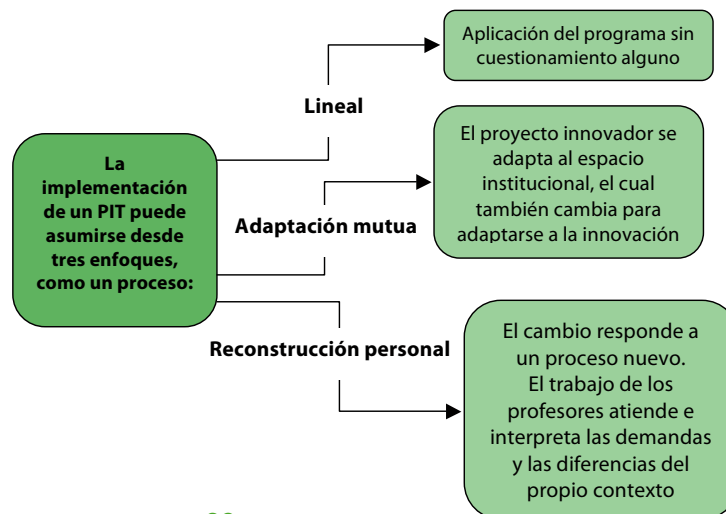 La
implementación
de un PIT puede
asumirse desde
tres enfoques,
como un proceso:
Lineal
Aplicación del programa sin
cuestionamiento alguno
Adaptación mutua
El proyecto innovador se
adapta al espacio
institucional, el cual
también cambia para
adaptarse a la innovación
Reconstrucción personal
El cambio responde a
un proceso nuevo.
El trabajo de los
profesores atiende e
interpreta las demandas
y las diferencias del
propio contexto